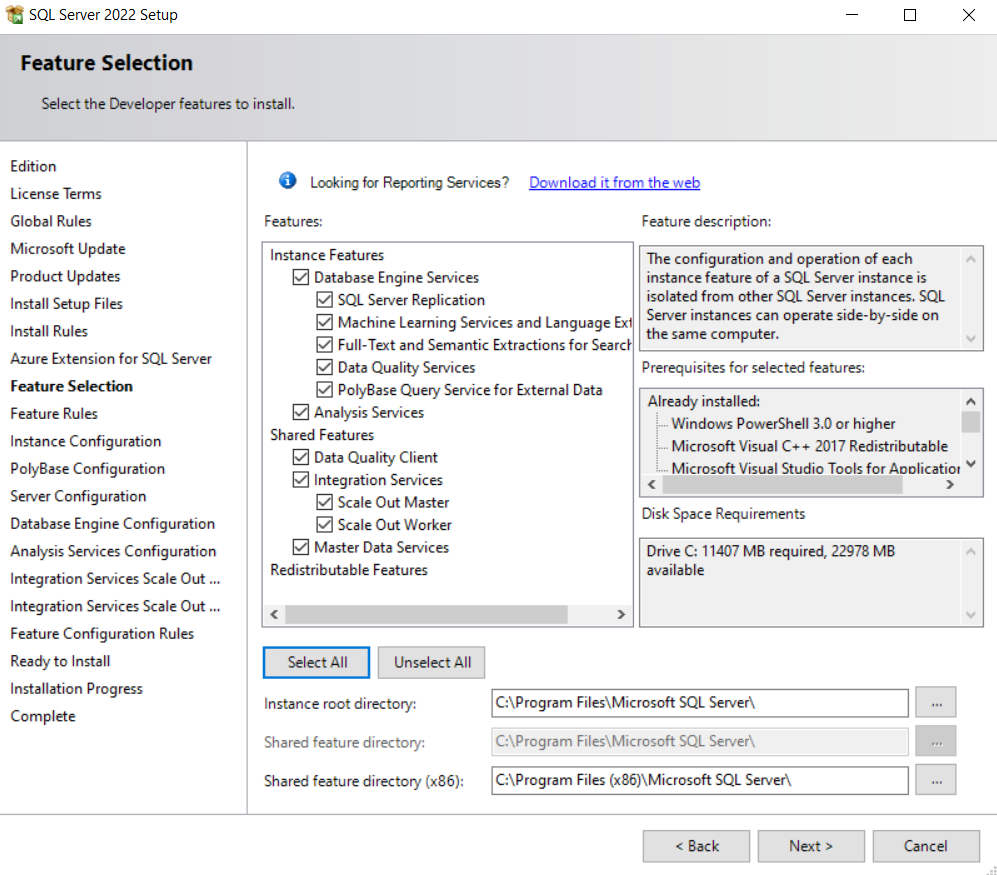 SQL Server 2022 Setup
Feature Selection
Select the Developer features to install.
Edition
License Terms
Global Rules
Microsoft Update
Product Updates
Install Setup Files
Install Rules
Azure Extension for SQL Server
Feature Selection
Feature Rules
Instance Configuration
PolyBase Configuration
Server Configuration
Database Engine Configuration
Analysis Services Configuration
Integration Services Scale Out ...
Integration Services Scale Out ...
Feature Configuration Rules
Ready to Install
Installation Progress
Complete
Looking for Reporting Services? Download it from the web
Features:
Instance Features
Database Engine Services
SQL Server Replication
Machine Learning Services and Language Ext
Full-Text and Semantic Extractions for Search
Data Quality Services
PolyBase Query Service for External Data
Analysis Services
Shared Features
Data Quality Client
Integration Services
Scale Out Master
Scale Out Worker
Master Data Services
Redistributable Features
Feature description:
The configuration and operation of each
instance feature of a SQL Server instance is
isolated from other SQL Server instances. SQL
Server instances can operate side-by-side on
the same computer.
Prerequisites for selected features:
Already installed:
Windows PowerShell 3.0 or higher
Microsoft Visual C++ 2017 Redistributable
Microsoft Visual Studio Tools for Application
Disk Space Requirements
Drive C: 11407 MB required, 22978 MB
available
Select All
Unselect All
Instance root directory: C:\Program Files\Microsoft SQL Server\ ...
Shared feature directory: C:\Program Files\Microsoft SQL Server\ ...
Shared feature directory (x86): C:\Program Files (x86)\Microsoft SQL Server\ ...
< Back
Next >
Cancel